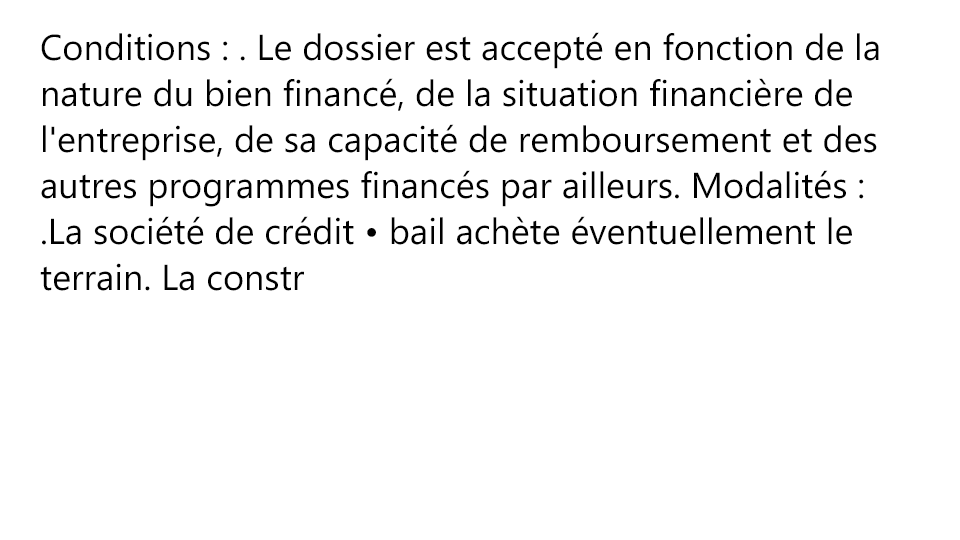 Conditions : . Le dossier est accepté en fonction de la
nature du bien financé, de la situation financière de
l'entreprise, de sa capacité de remboursement et des
autres programmes financés par ailleurs. Modalités :
.La société de crédit • bail achète éventuellement le
terrain. La constr